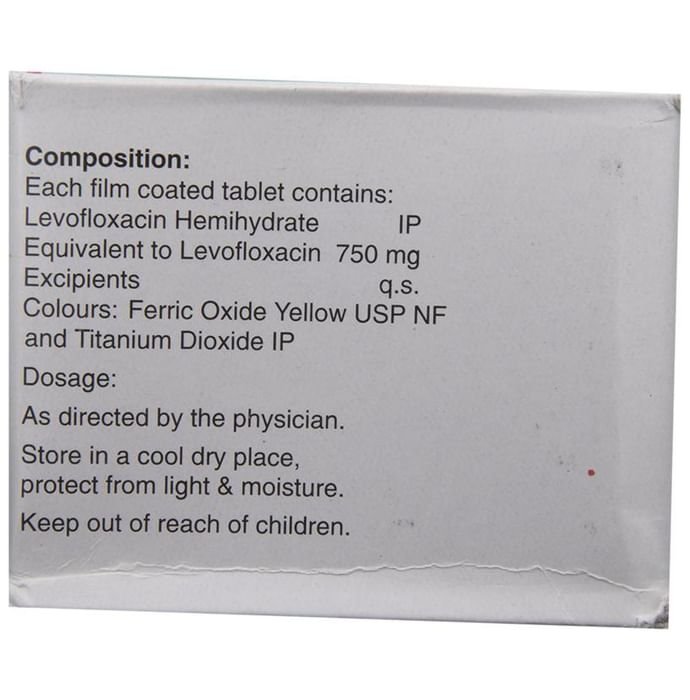 Composition:
Each film coated tablet contains:
Levofloxacin Hemihydrate IP
Equivalent to Levofloxacin 750 mg
Excipients q.s.
Colours: Ferric Oxide Yellow USP NF
and Titanium Dioxide IP
Dosage:
As directed by the physician.
Store in a cool dry place,
protect from light & moisture.
Keep out of reach of children.